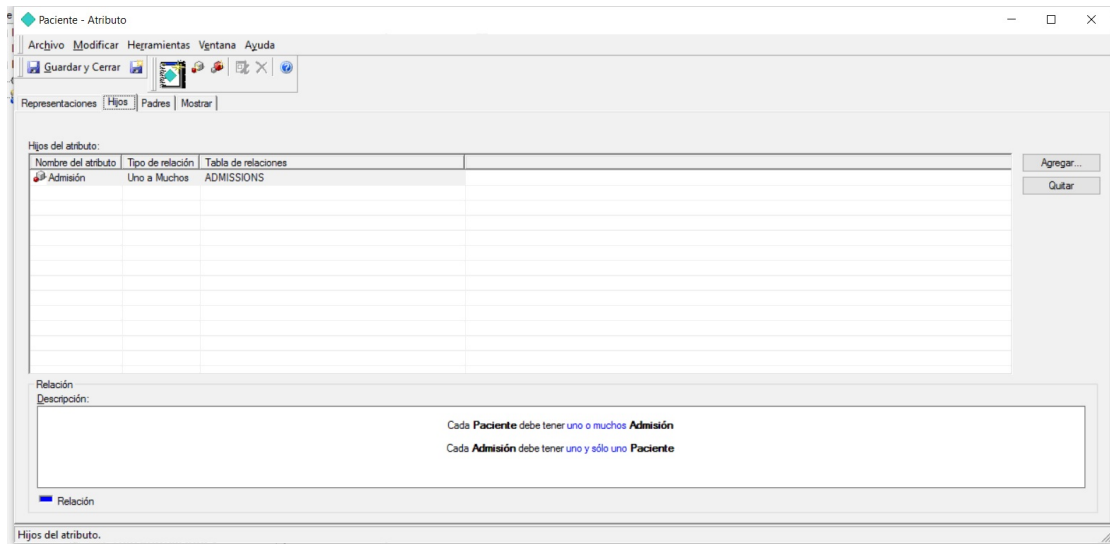 Paciente - Atributo
Archivo Modificar Herramientas Ventana Ayuda
Guardar y Cerrar
Representaciones Hijos Padres Mostrar
Hijos del atributo:
Nombre del atributo Tipo de relación Tabla de relaciones
Admisión Uno a Muchos ADMISSIONS
Agregar...
Quitar
Relación
Descripción:
Cada Paciente debe tener uno o muchos Admisión
Cada Admisión debe tener uno y sólo uno Paciente
Relación
Hijos del atributo.